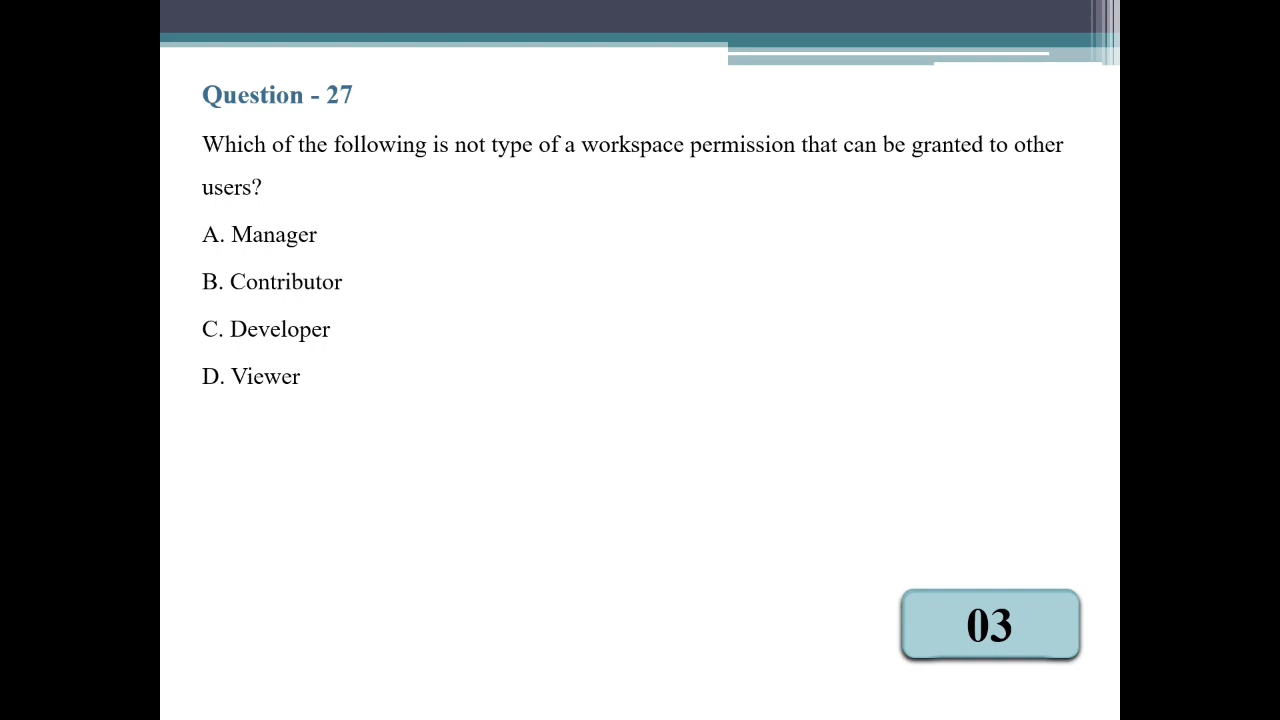 Question - 27
Which of the following is not type of a workspace permission that can be granted to other
users?
A. Manager
B. Contributor
C. Developer
D. Viewer
03